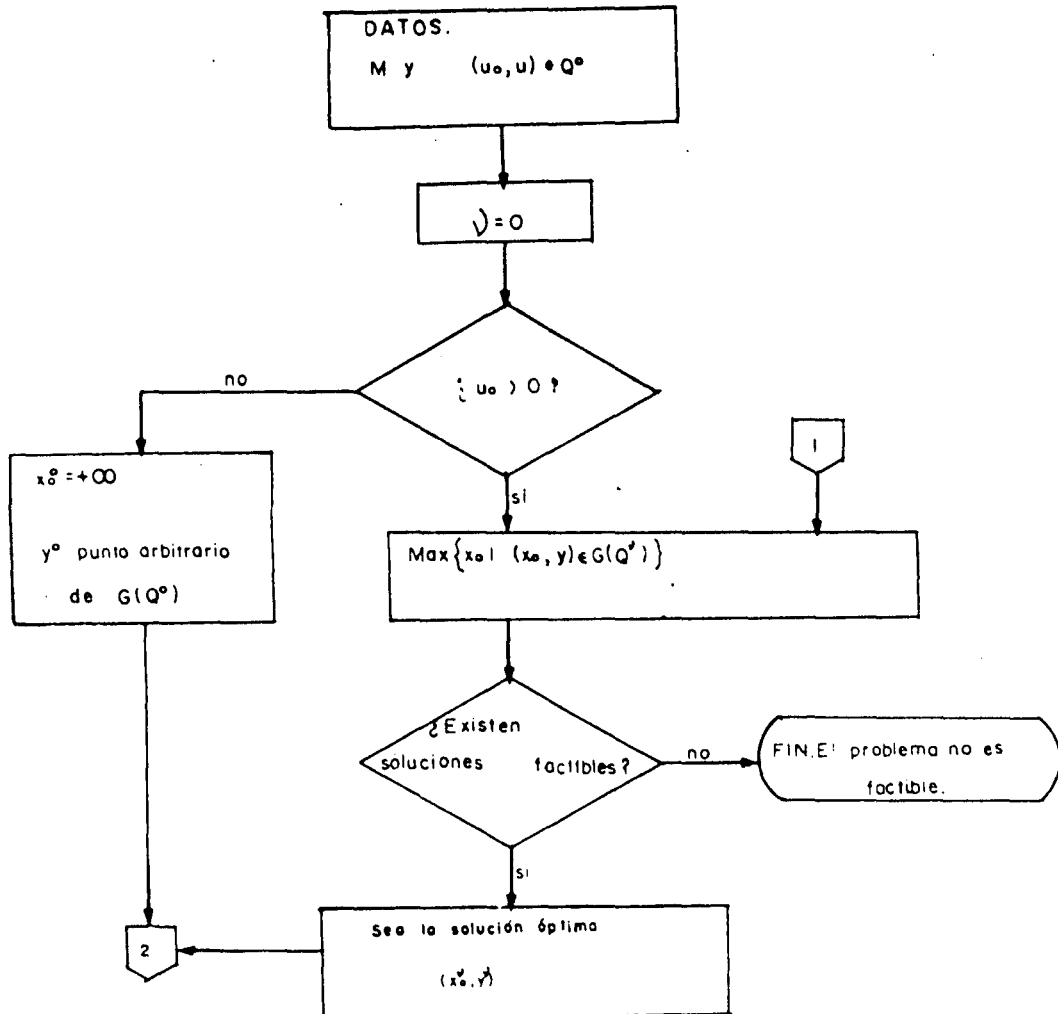 DATOS.
M y (u₀,u) ∈ Q⁰
ν = 0
¿ u₀ > 0 ?
no
sí
1
x₀⁰ = +∞
y⁰ punto arbitrario
de G(Q⁰)
Max{x₀| (x₀, y) ∈ G(Q^ν)}
¿Existen
soluciones factibles?
no
FIN. El problema no es
factible.
si
2
Sea la solución óptima
(x₀^ν, y^ν)